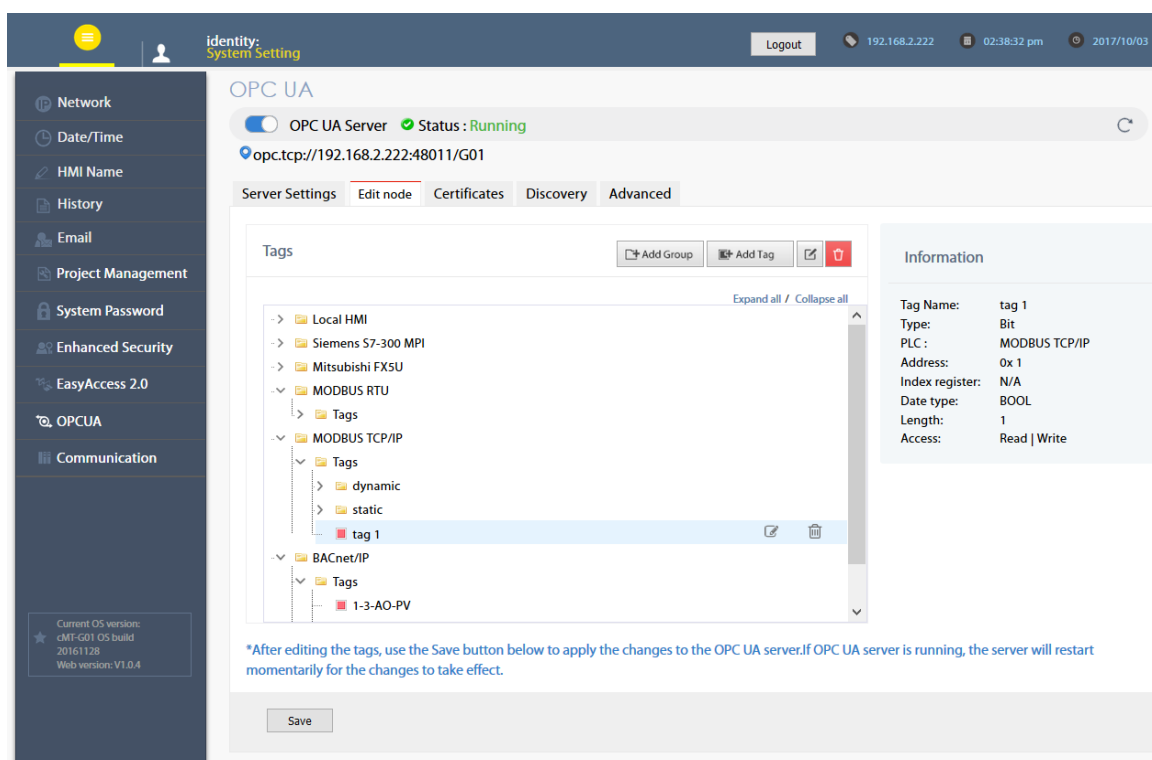 identity:
System Setting
Logout
192.168.2.222
02:38:32 pm
2017/10/03
Network
Date/Time
HMI Name
History
Email
Project Management
System Password
Enhanced Security
EasyAccess 2.0
OPCUA
Communication
Current OS version:
cMT-G01 OS build
20161128
Web version: V1.0.4
OPC UA
OPC UA Server Status : Running
opc.tcp://192.168.2.222:48011/G01
Server Settings Edit node Certificates Discovery Advanced
Tags
Add Group Add Tag
Expand all / Collapse all
Local HMI
Siemens S7-300 MPI
Mitsubishi FX5U
MODBUS RTU
Tags
MODBUS TCP/IP
Tags
dynamic
static
tag 1
BACnet/IP
Tags
1-3-AO-PV
Information
Tag Name: tag 1
Type: Bit
PLC : MODBUS TCP/IP
Address: 0x 1
Index register: N/A
Date type: BOOL
Length: 1
Access: Read | Write
*After editing the tags, use the Save button below to apply the changes to the OPC UA server.If OPC UA server is running, the server will restart
momentarily for the changes to take effect.
Save